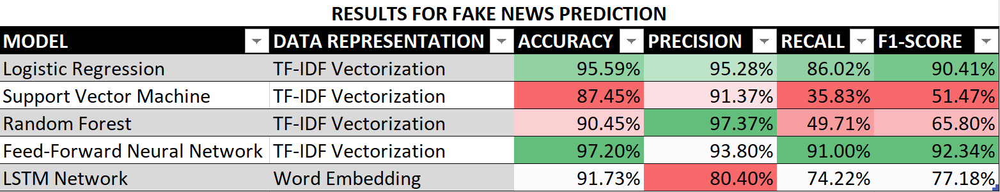 RESULTS FOR FAKE NEWS PREDICTION
MODEL DATA REPRESENTATION ACCURACY PRECISION RECALL F1-SCORE
Logistic Regression TF-IDF Vectorization 95.59% 95.28% 86.02% 90.41%
Support Vector Machine TF-IDF Vectorization 87.45% 91.37% 35.83% 51.47%
Random Forest TF-IDF Vectorization 90.45% 97.37% 49.71% 65.80%
Feed-Forward Neural Network TF-IDF Vectorization 97.20% 93.80% 91.00% 92.34%
LSTM Network Word Embedding 91.73% 80.40% 74.22% 77.18%